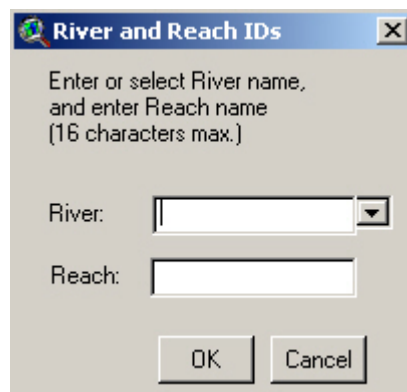 River and Reach IDs
Enter or select River name,
and enter Reach name
(16 characters max.)
River:
Reach:
OK Cancel